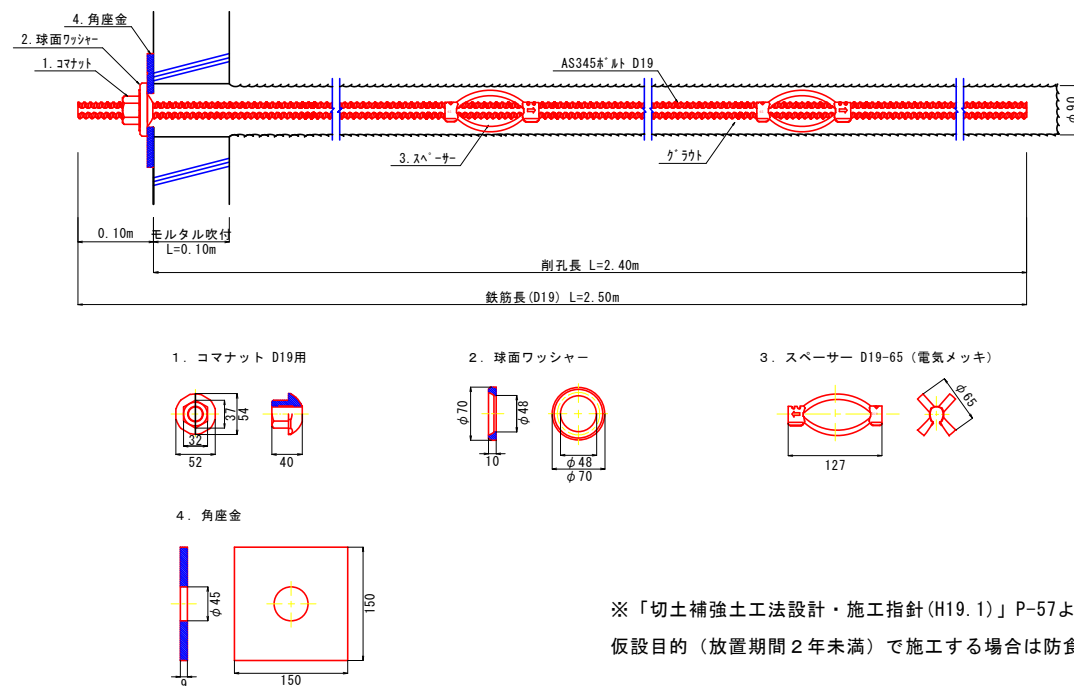 4．角座金
2．球面ﾜｯｼｬｰ
1．ｺﾏﾅｯﾄ
AS345ﾎﾞﾙﾄ D19
φ90
3．ｽﾍﾟｰｻｰ
ｸﾞﾗｳﾄ
0.10m
モルタル吹付
L=0.10m
削孔長 L=2.40m
鉄筋長(D19) L=2.50m
1．コマナット D19用
2．球面ワッシャー
3．スペーサー D19-65（電気メッキ）
37
54
32
52
40
φ70
φ48
10
φ48
φ70
127
φ65
4．角座金
φ45
150
9
150
※「切土補強土工法設計・施工指針(H19.1)」P-57よ
仮設目的（放置期間２年未満）で施工する場合は防食